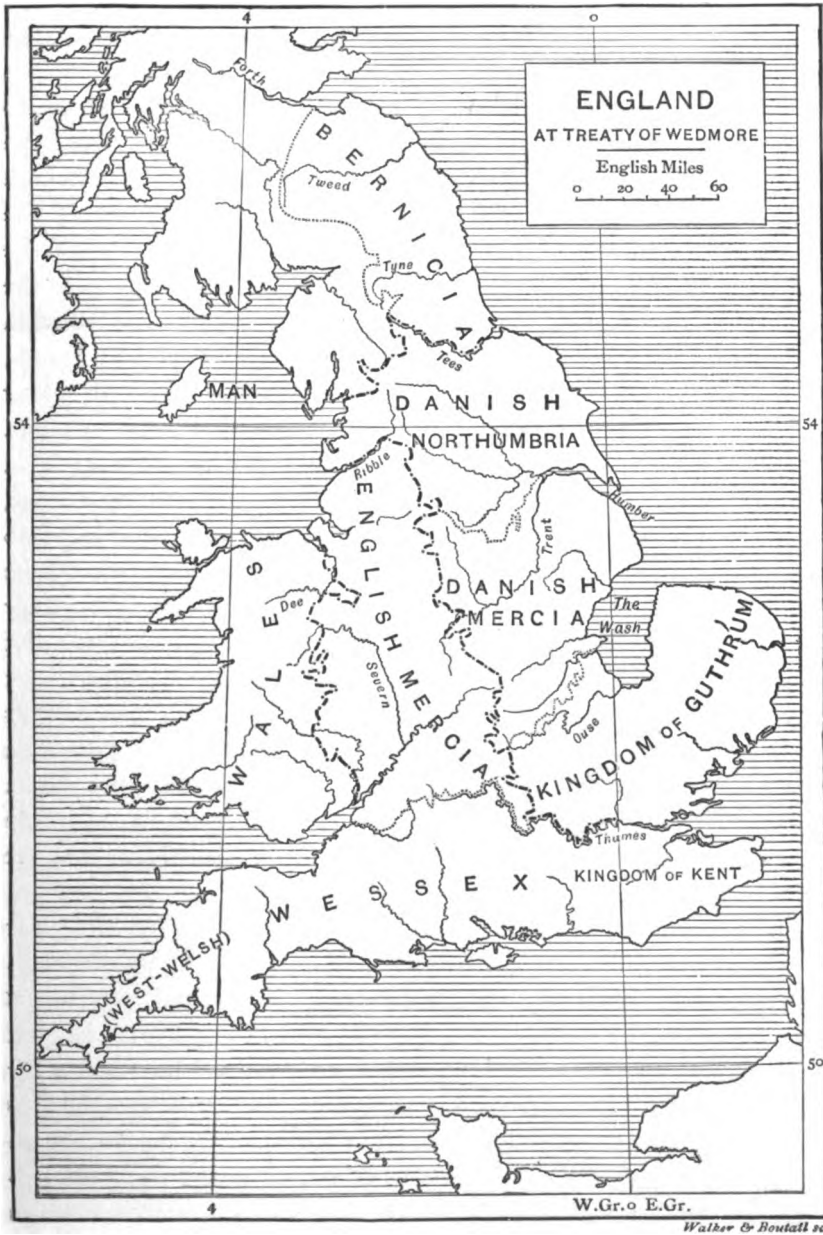 4 0
ENGLAND
AT TREATY OF WEDMORE
English Miles
0 20 40 60
Forth
BERNICIA
Tweed
Tyne
Tees
MAN
DANISH
NORTHUMBRIA
54 54
Ribble
Humber
ENGLISH MERCIA
Trent
DANISH
MERCIA
The
Wash
WALES
Dee
Severn
Ouse
KINGDOM OF GUTHRUM
Thames
KINGDOM OF KENT
WESSEX
(WEST-WELSH)
50 50
4
W.Gr.0 E.Gr.
Walker & Boutall sc